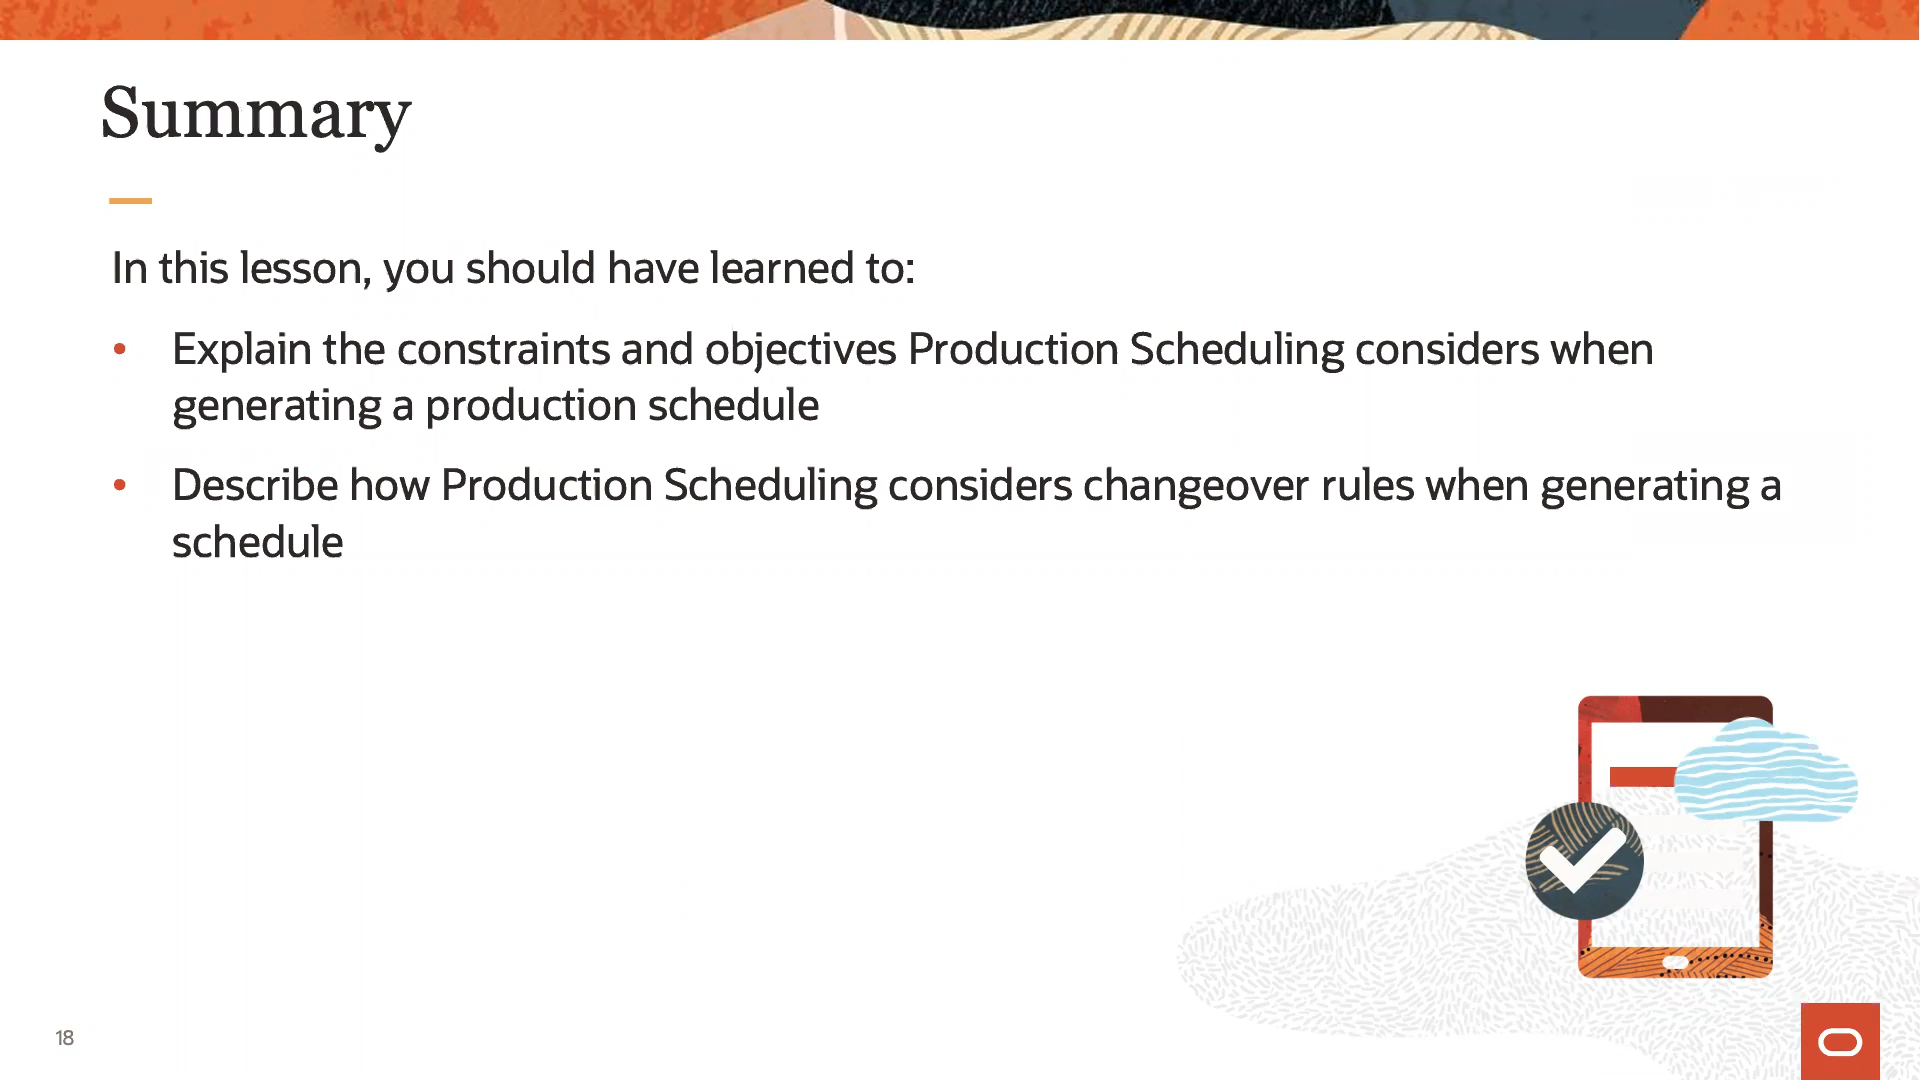 Summary
In this lesson, you should have learned to:
• Explain the constraints and objectives Production Scheduling considers when
generating a production schedule
• Describe how Production Scheduling considers changeover rules when generating a
schedule
18